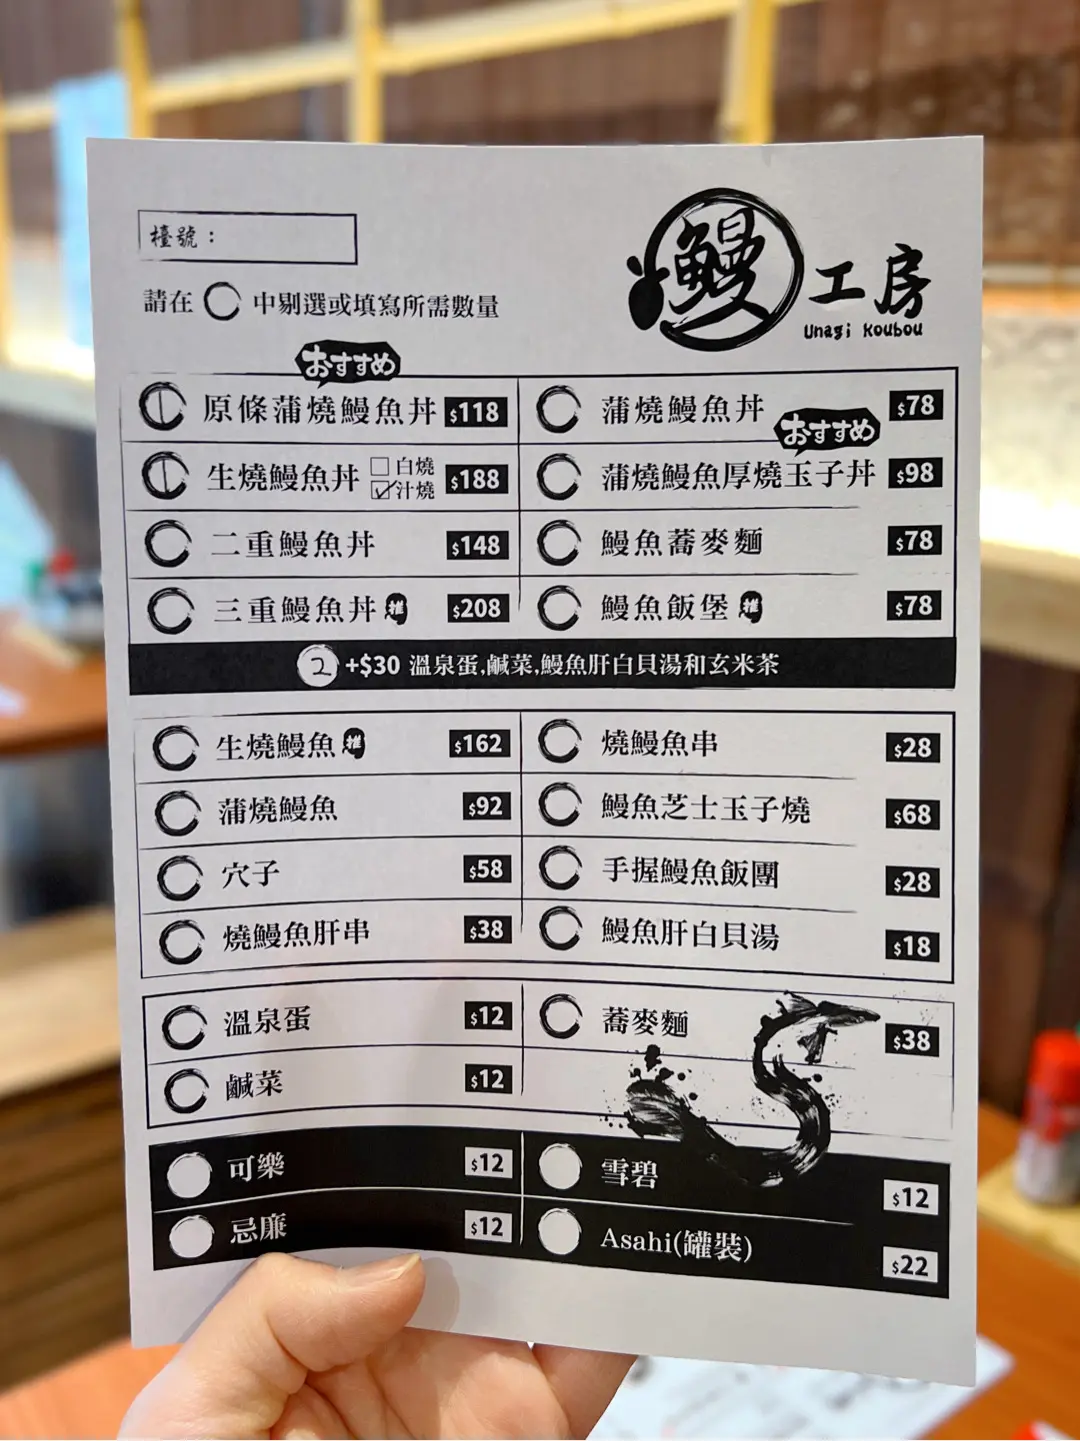 檯號：
鰻工房
Unagi Koubou
請在 ○ 中剔選或填寫所需數量
おすすめ
1 原條蒲燒鰻魚丼 $118
蒲燒鰻魚丼 $78
おすすめ
1 生燒鰻魚丼 □白燒 ☑汁燒 $188
蒲燒鰻魚厚燒玉子丼 $98
二重鰻魚丼 $148
鰻魚蕎麥麵 $78
三重鰻魚丼 推 $208
鰻魚飯堡 推 $78
2 +$30 溫泉蛋,鹹菜,鰻魚肝白貝湯和玄米茶
生燒鰻魚 推 $162
燒鰻魚串 $28
蒲燒鰻魚 $92
鰻魚芝士玉子燒 $68
穴子 $58
手握鰻魚飯團 $28
燒鰻魚肝串 $38
鰻魚肝白貝湯 $18
溫泉蛋 $12
蕎麥麵 $38
鹹菜 $12
可樂 $12
雪碧 $12
忌廉 $12
Asahi(罐裝) $22